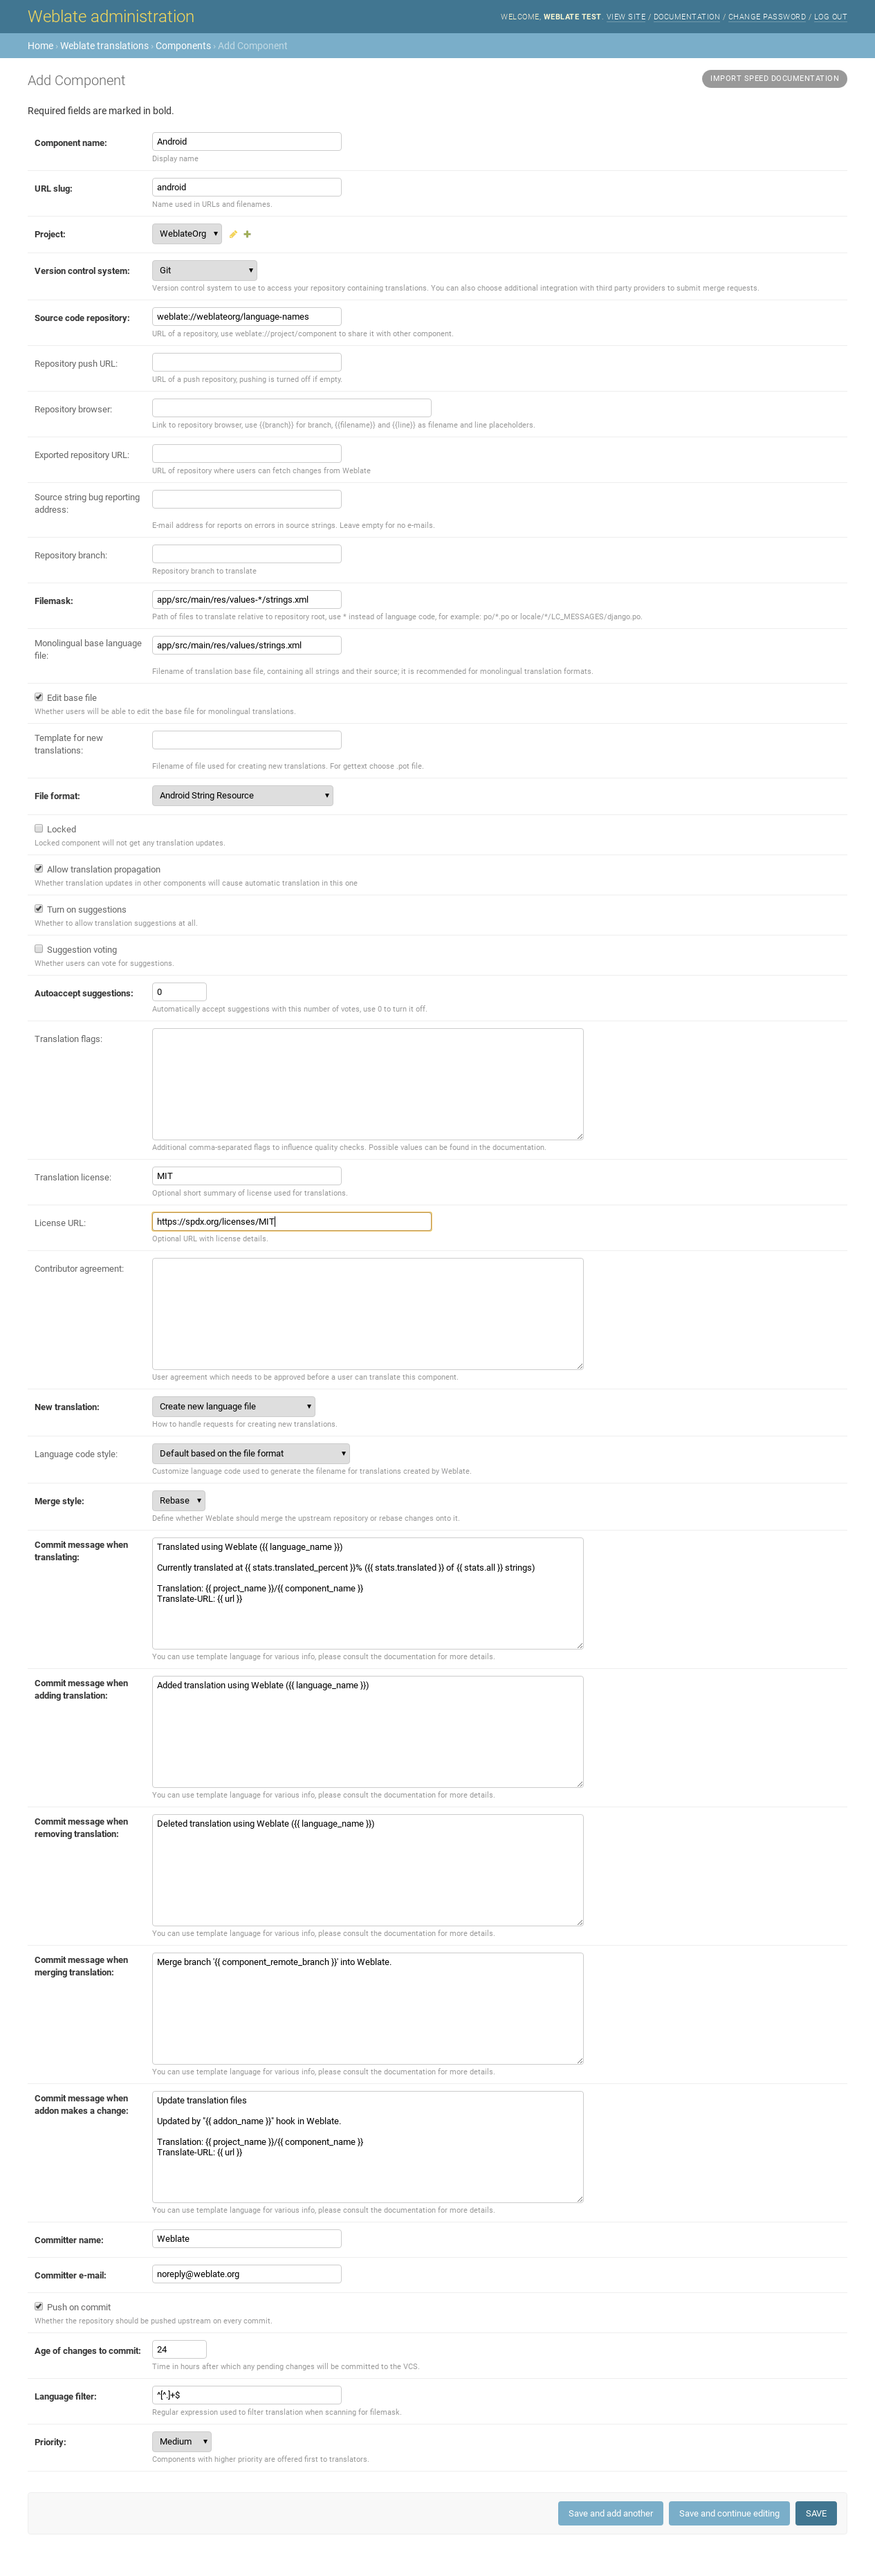 Weblate administration
WELCOME, WEBLATE TEST. VIEW SITE / DOCUMENTATION / CHANGE PASSWORD / LOG OUT
Home › Weblate translations › Components › Add Component
Add Component
IMPORT SPEED DOCUMENTATION
Required fields are marked in bold.
Component name:
Android
Display name
URL slug:
android
Name used in URLs and filenames.
Project:
WeblateOrg
Version control system:
Git
Version control system to use to access your repository containing translations. You can also choose additional integration with third party providers to submit merge requests.
Source code repository:
weblate://weblateorg/language-names
URL of a repository, use weblate://project/component to share it with other component.
Repository push URL:
URL of a push repository, pushing is turned off if empty.
Repository browser:
Link to repository browser, use {{branch}} for branch, {{filename}} and {{line}} as filename and line placeholders.
Exported repository URL:
URL of repository where users can fetch changes from Weblate
Source string bug reporting
address:
E-mail address for reports on errors in source strings. Leave empty for no e-mails.
Repository branch:
Repository branch to translate
Filemask:
app/src/main/res/values-*/strings.xml
Path of files to translate relative to repository root, use * instead of language code, for example: po/*.po or locale/*/LC_MESSAGES/django.po.
Monolingual base language
file:
app/src/main/res/values/strings.xml
Filename of translation base file, containing all strings and their source; it is recommended for monolingual translation formats.
Edit base file
Whether users will be able to edit the base file for monolingual translations.
Template for new
translations:
Filename of file used for creating new translations. For gettext choose .pot file.
File format:
Android String Resource
Locked
Locked component will not get any translation updates.
Allow translation propagation
Whether translation updates in other components will cause automatic translation in this one
Turn on suggestions
Whether to allow translation suggestions at all.
Suggestion voting
Whether users can vote for suggestions.
Autoaccept suggestions:
0
Automatically accept suggestions with this number of votes, use 0 to turn it off.
Translation flags:
Additional comma-separated flags to influence quality checks. Possible values can be found in the documentation.
Translation license:
MIT
Optional short summary of license used for translations.
License URL:
https://spdx.org/licenses/MIT
Optional URL with license details.
Contributor agreement:
User agreement which needs to be approved before a user can translate this component.
New translation:
Create new language file
How to handle requests for creating new translations.
Language code style:
Default based on the file format
Customize language code used to generate the filename for translations created by Weblate.
Merge style:
Rebase
Define whether Weblate should merge the upstream repository or rebase changes onto it.
Commit message when
translating:
Translated using Weblate ({{ language_name }})
Currently translated at {{ stats.translated_percent }}% ({{ stats.translated }} of {{ stats.all }} strings)
Translation: {{ project_name }}/{{ component_name }}
Translate-URL: {{ url }}
You can use template language for various info, please consult the documentation for more details.
Commit message when
adding translation:
Added translation using Weblate ({{ language_name }})
You can use template language for various info, please consult the documentation for more details.
Commit message when
removing translation:
Deleted translation using Weblate ({{ language_name }})
You can use template language for various info, please consult the documentation for more details.
Commit message when
merging translation:
Merge branch '{{ component_remote_branch }}' into Weblate.
You can use template language for various info, please consult the documentation for more details.
Commit message when
addon makes a change:
Update translation files
Updated by "{{ addon_name }}" hook in Weblate.
Translation: {{ project_name }}/{{ component_name }}
Translate-URL: {{ url }}
You can use template language for various info, please consult the documentation for more details.
Committer name:
Weblate
Committer e-mail:
noreply@weblate.org
Push on commit
Whether the repository should be pushed upstream on every commit.
Age of changes to commit:
24
Time in hours after which any pending changes will be committed to the VCS.
Language filter:
^[^.]+$
Regular expression used to filter translation when scanning for filemask.
Priority:
Medium
Components with higher priority are offered first to translators.
Save and add another
Save and continue editing
SAVE